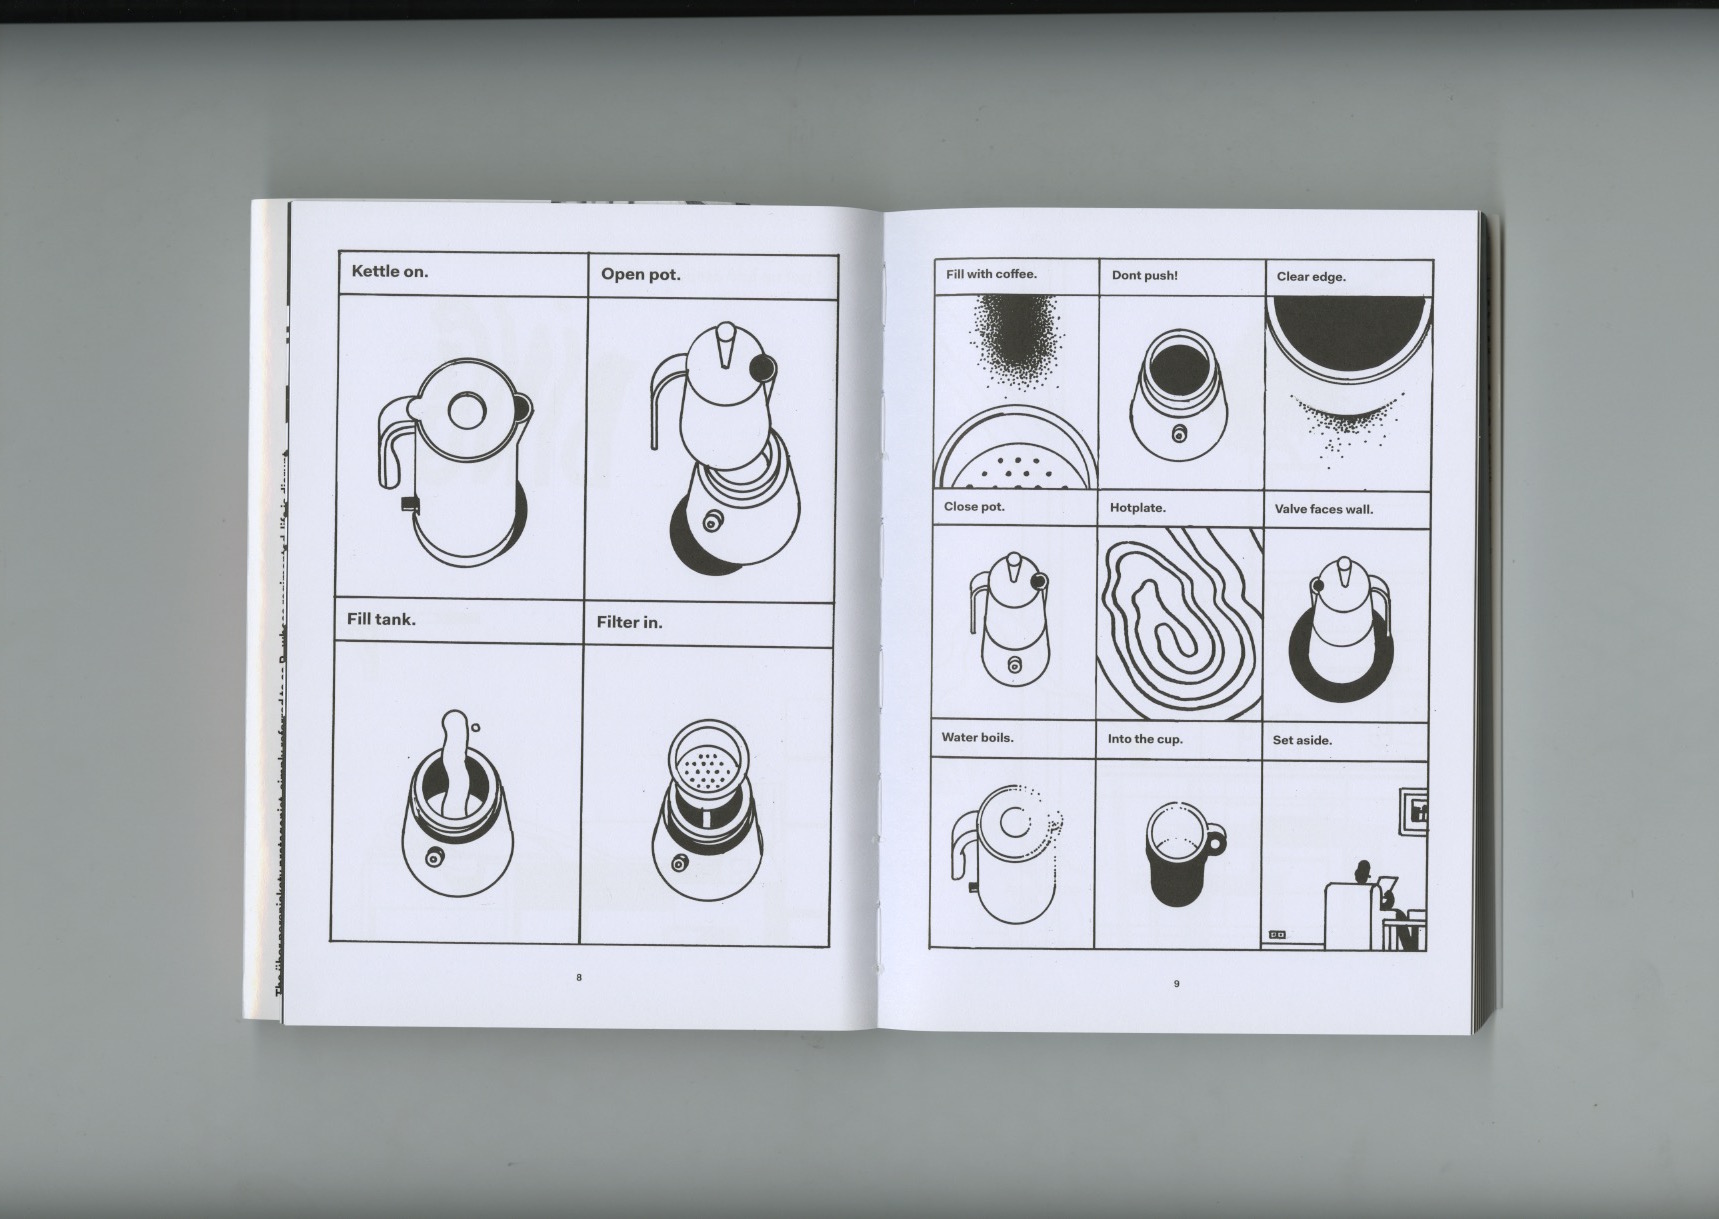 Kettle on.
Open pot.
Fill tank.
Filter in.
8
Fill with coffee.
Dont push!
Clear edge.
Close pot.
Hotplate.
Valve faces wall.
Water boils.
Into the cup.
Set aside.
9